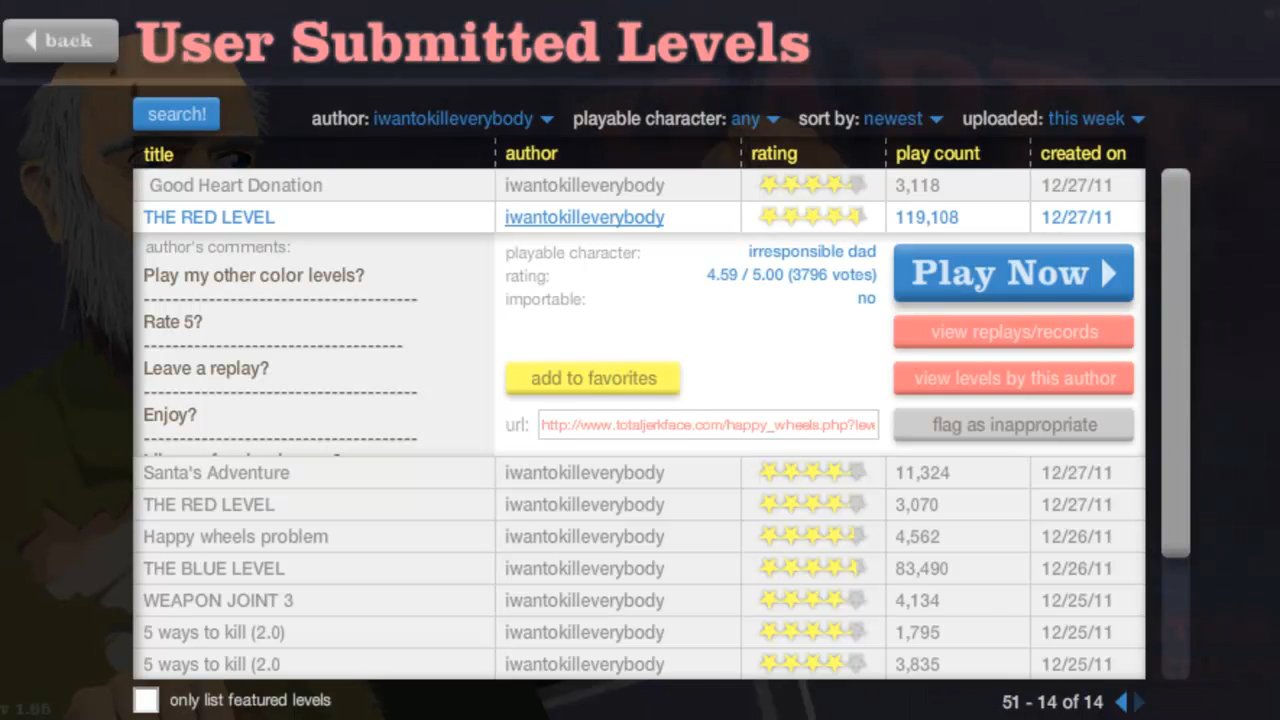 back
User Submitted Levels
search!
author: iwantokilleverybody playable character: any sort by: newest uploaded: this week
title author rating play count created on
Good Heart Donation iwantokilleverybody 3,118 12/27/11
THE RED LEVEL iwantokilleverybody 119,108 12/27/11
author's comments:
Play my other color levels?
--------------------------------
Rate 5?
------------------------------
Leave a replay?
--------------------------------
Enjoy?
--------------------------------
playable character: irresponsible dad
rating: 4.59 / 5.00 (3796 votes)
importable: no
add to favorites
url: http://www.totaljerkface.com/happy_wheels.php?lev
Play Now
view replays/records
view levels by this author
flag as inappropriate
Santa's Adventure iwantokilleverybody 11,324 12/27/11
THE RED LEVEL iwantokilleverybody 3,070 12/27/11
Happy wheels problem iwantokilleverybody 4,562 12/26/11
THE BLUE LEVEL iwantokilleverybody 83,490 12/26/11
WEAPON JOINT 3 iwantokilleverybody 4,134 12/25/11
5 ways to kill (2.0) iwantokilleverybody 1,795 12/25/11
5 ways to kill (2.0 iwantokilleverybody 3,835 12/25/11
only list featured levels
51 - 14 of 14